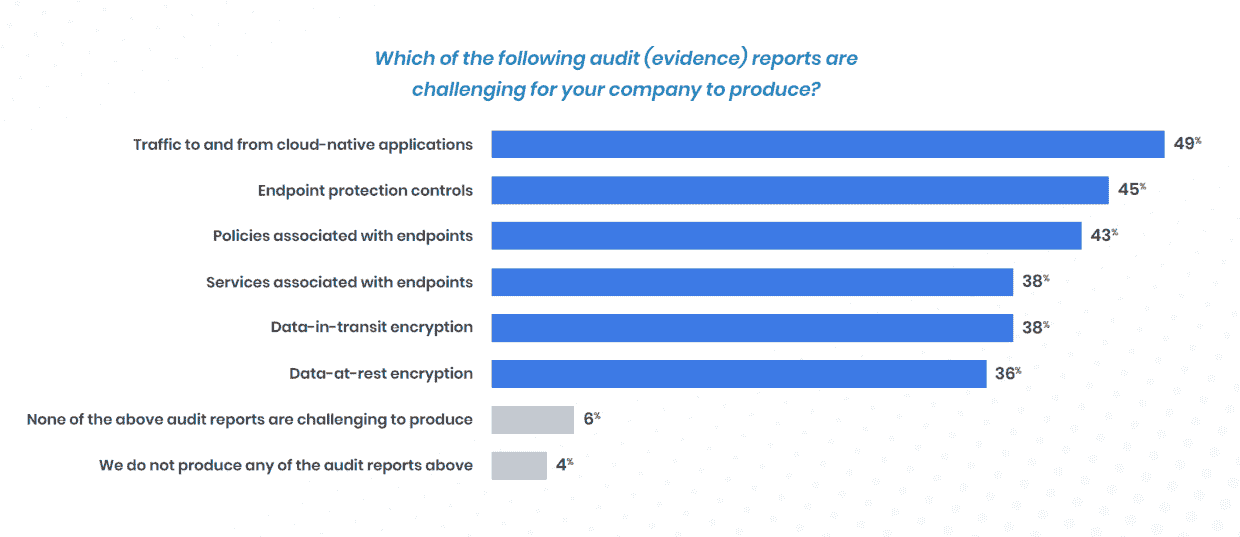 Which of the following audit (evidence) reports are
challenging for your company to produce?
Traffic to and from cloud-native applications 49%
Endpoint protection controls 45%
Policies associated with endpoints 43%
Services associated with endpoints 38%
Data-in-transit encryption 38%
Data-at-rest encryption 36%
None of the above audit reports are challenging to produce 6%
We do not produce any of the audit reports above 4%